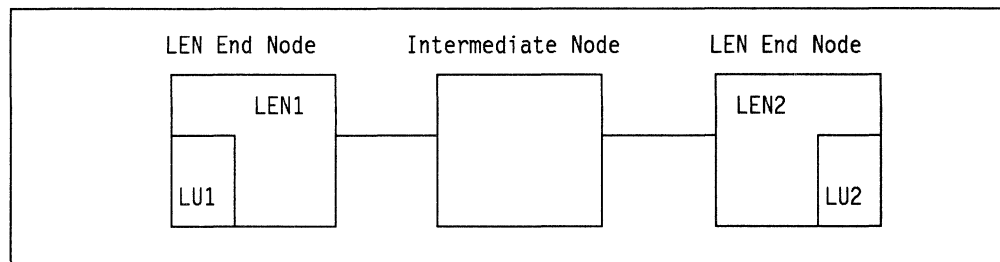 LEN End Node Intermediate Node LEN End Node
LEN1 LEN2
LU1 LU2